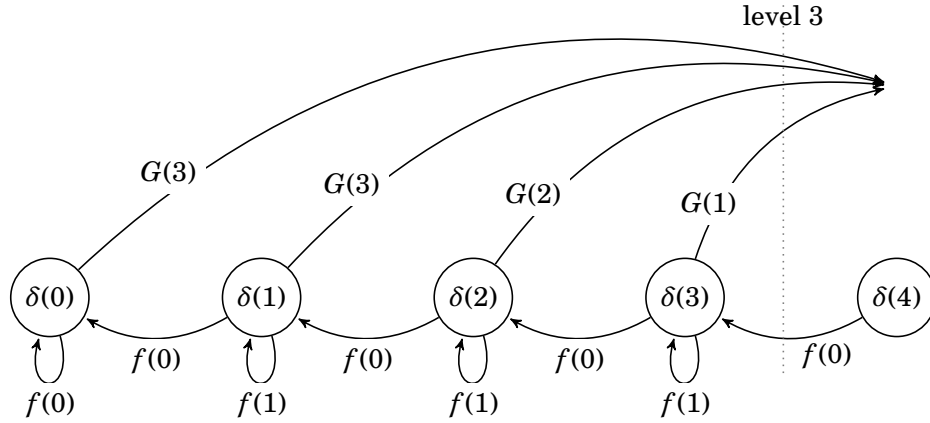 level 3
G(3)
G(3)
G(2)
G(1)
δ(0)
δ(1)
δ(2)
δ(3)
δ(4)
f(0)
f(0)
f(0)
f(0)
f(0)
f(1)
f(1)
f(1)